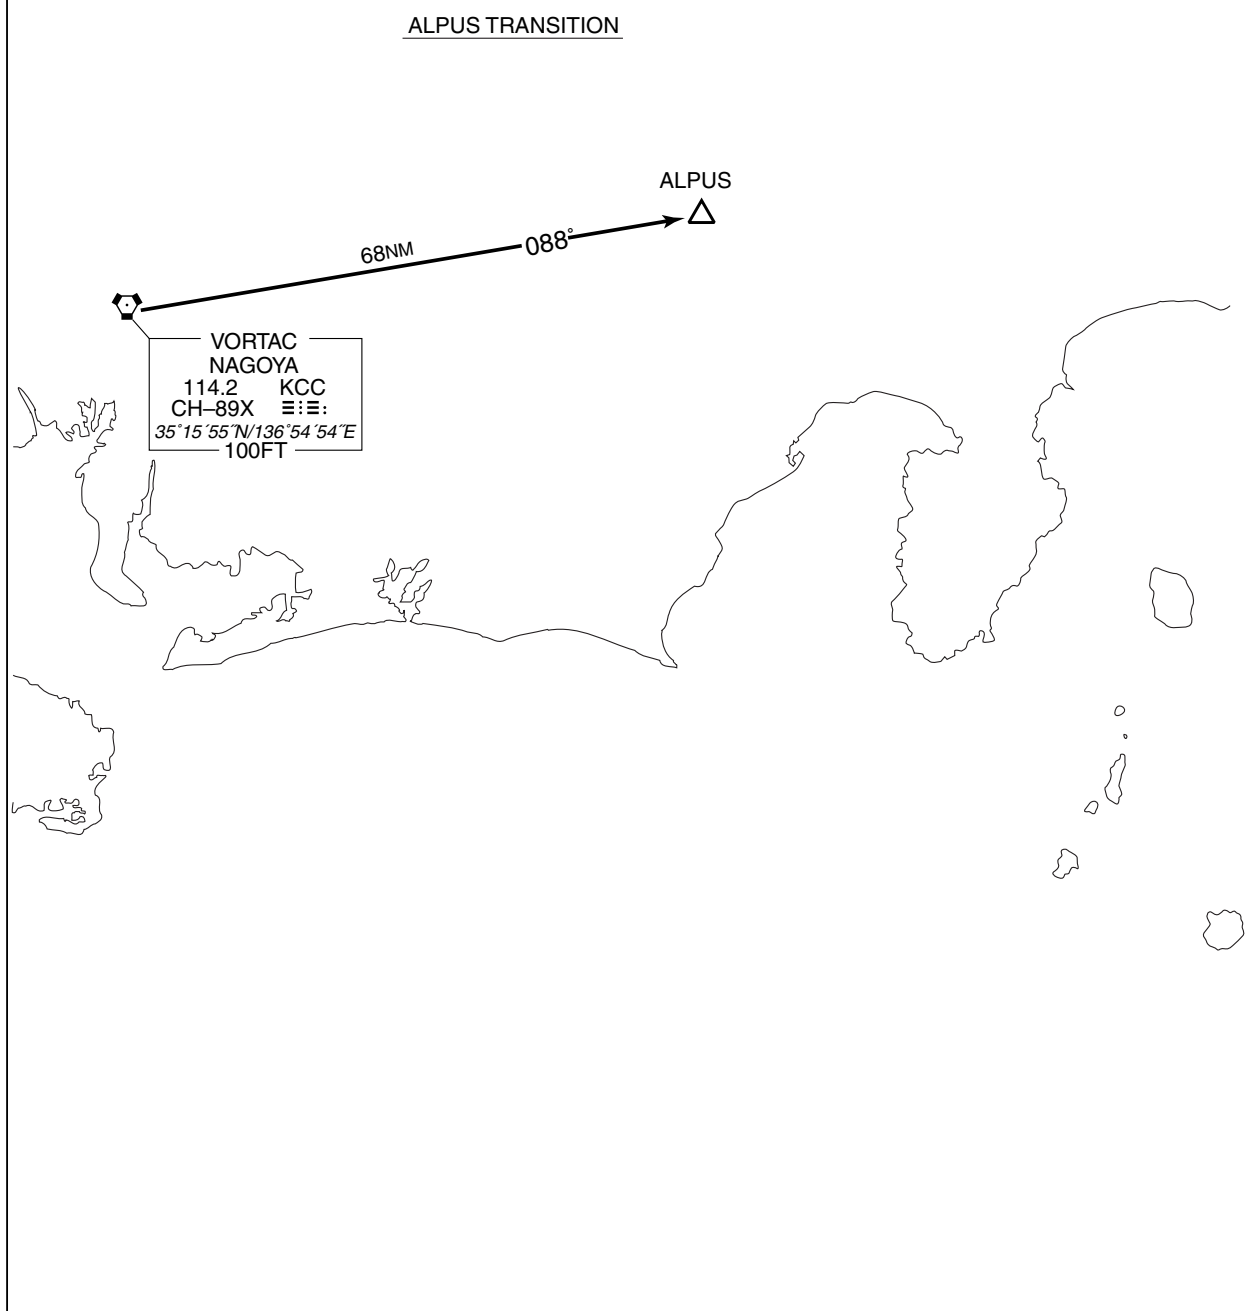 ALPUS TRANSITION
ALPUS
68NM
088°
VORTAC
NAGOYA
114.2 KCC
CH–89X
35°15´55˝N/136°54´54˝E
100FT